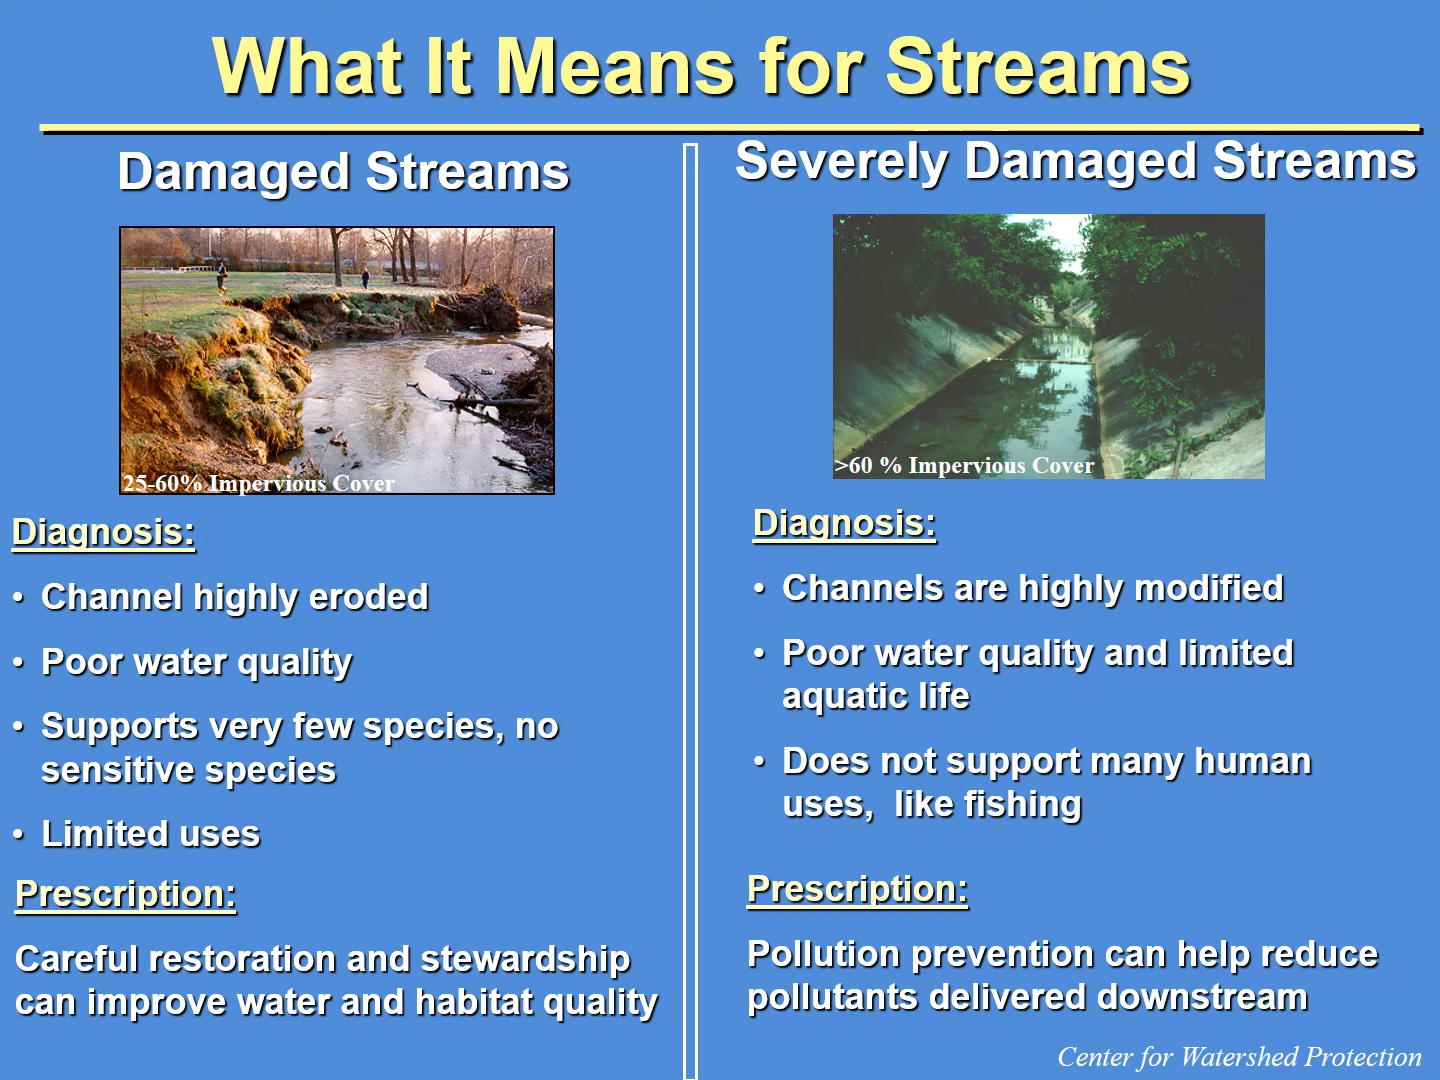 What It Means for Streams
Damaged Streams
25-60% Impervious Cover
Diagnosis:
• Channel highly eroded
• Poor water quality
• Supports very few species, no
sensitive species
• Limited uses
Prescription:
Careful restoration and stewardship
can improve water and habitat quality
Severely Damaged Streams
>60 % Impervious Cover
Diagnosis:
• Channels are highly modified
• Poor water quality and limited
aquatic life
• Does not support many human
uses,  like fishing
Prescription:
Pollution prevention can help reduce
pollutants delivered downstream
Center for Watershed Protection